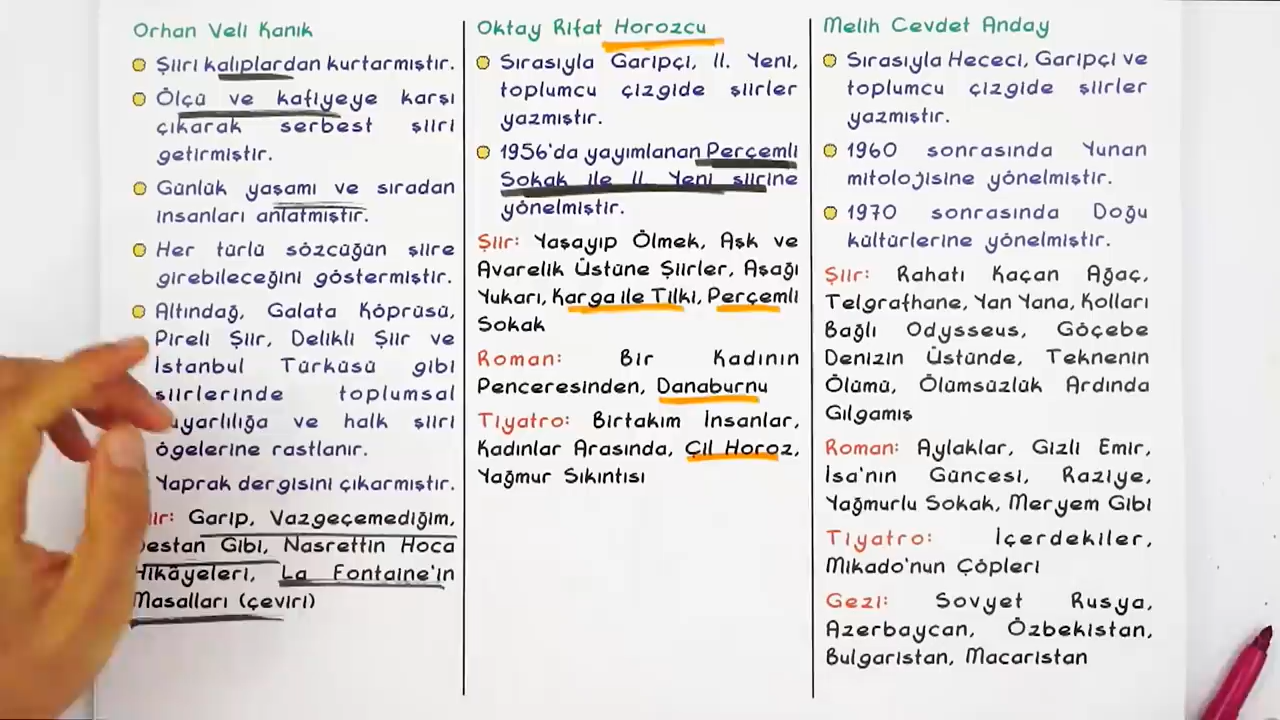 Orhan Veli Kanık
Şiiri kalıplardan kurtarmıştır.
Ölçü ve kafiyeye karşı
çıkarak serbest şiiri
getirmiştir.
Günlük yaşamı ve sıradan
insanları anlatmıştır.
Her türlü sözcüğün şiire
girebileceğini göstermiştir.
Altındağ, Galata Köprüsü,
Pireli Şiir, Delikli Şiir ve
İstanbul Türküsü gibi
şiirlerinde toplumsal
ve halk şiiri
ögelerine rastlanır.
Yaprak dergisini çıkarmıştır.
Garip, Vazgeçemediğim,
Destan Gibi, Nasrettin Hoca
Hikâyeleri, La Fontaine'in
Masalları (çeviri)
Oktay Rifat Horozcu
Sırasıyla Garipçi, II. Yeni,
toplumcu çizgide şiirler
yazmıştır.
1956'da yayımlanan Perçemli
Sokak ile II. Yeni şiirine
yönelmiştir.
Şiir: Yaşayıp Ölmek, Aşk ve
Avarelik Üstüne Şiirler, Aşağı
Yukarı, Karga ile Tilki, Perçemli
Sokak
Roman: Bir Kadının
Penceresinden, Danaburnu
Tiyatro: Birtakım İnsanlar,
Kadınlar Arasında, Çil Horoz,
Yağmur Sıkıntısı
Melih Cevdet Anday
Sırasıyla Hececi, Garipçi ve
toplumcu çizgide şiirler
yazmıştır.
1960 sonrasında Yunan
mitolojisine yönelmiştir.
1970 sonrasında Doğu
kültürlerine yönelmiştir.
Şiir: Rahatı Kaçan Ağaç,
Telgrafhane, Yan Yana, Kolları
Bağlı Odysseus, Göçebe
Denizin Üstünde, Teknenin
Ölümü, Ölümsüzlük Ardında
Gılgamış
Roman: Aylaklar, Gizli Emir,
İsa'nın Güncesi, Raziye,
Yağmurlu Sokak, Meryem Gibi
Tiyatro: İçerdekiler,
Mikado'nun Çöpleri
Gezi: Sovyet Rusya,
Azerbaycan, Özbekistan,
Bulgaristan, Macaristan